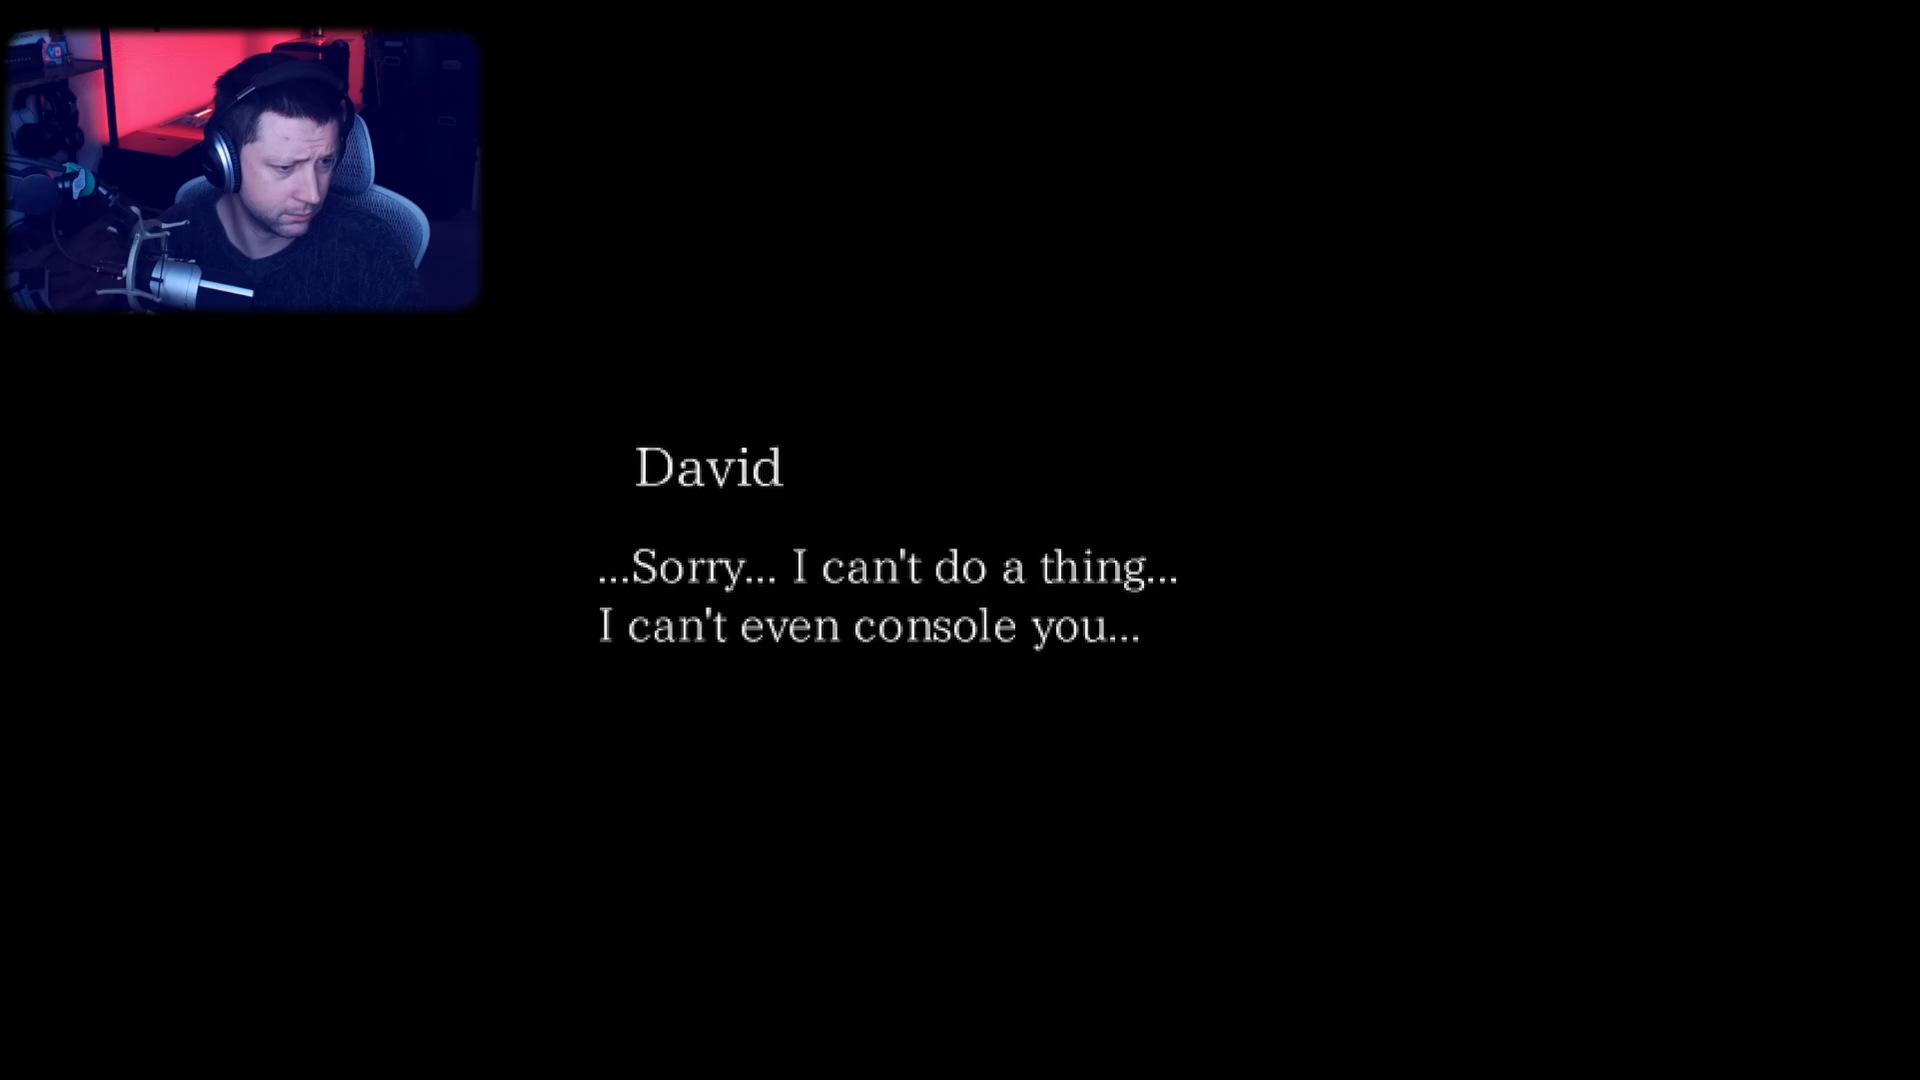 David
...Sorry... I can't do a thing...
I can't even console you...